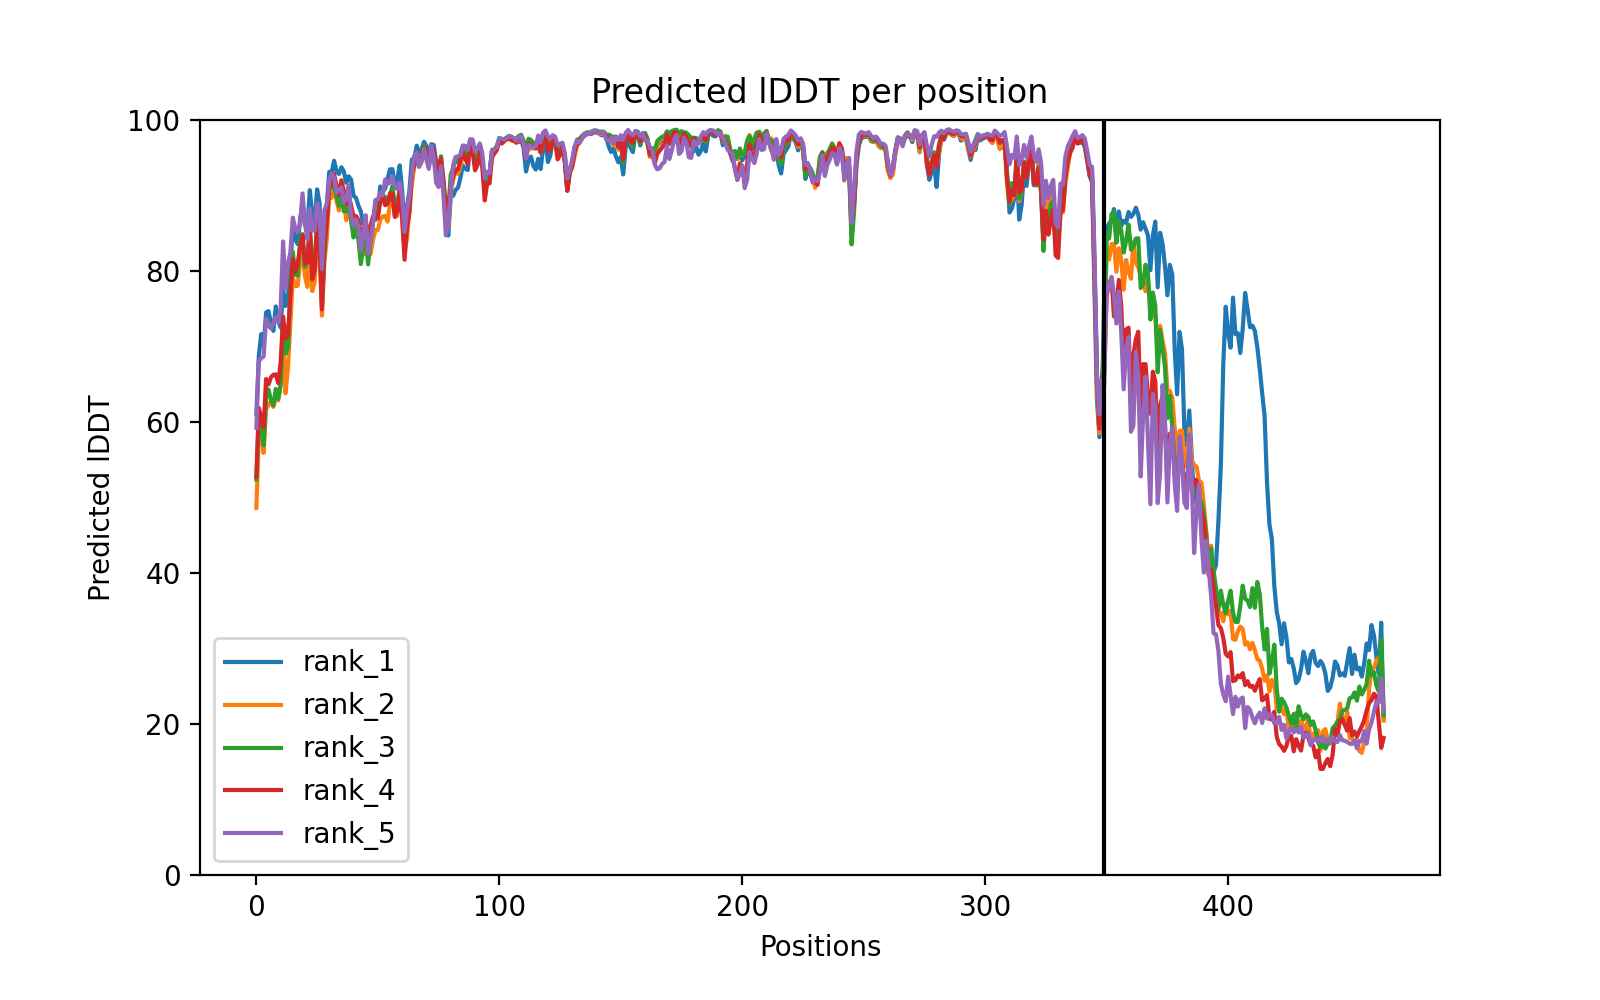 Predicted lDDT per position
100
80
60
40
20
0
Predicted lDDT
rank_1
rank_2
rank_3
rank_4
rank_5
0 100 200 300 400
Positions